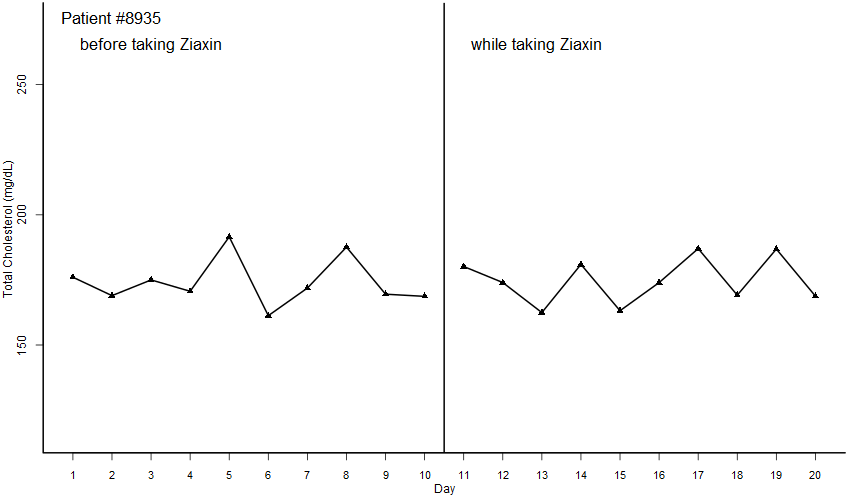 Patient #8935
before taking Ziaxin
while taking Ziaxin
250
200
150
Total Cholesterol (mg/dL)
1 2 3 4 5 6 7 8 9 10 11 12 13 14 15 16 17 18 19 20
Day